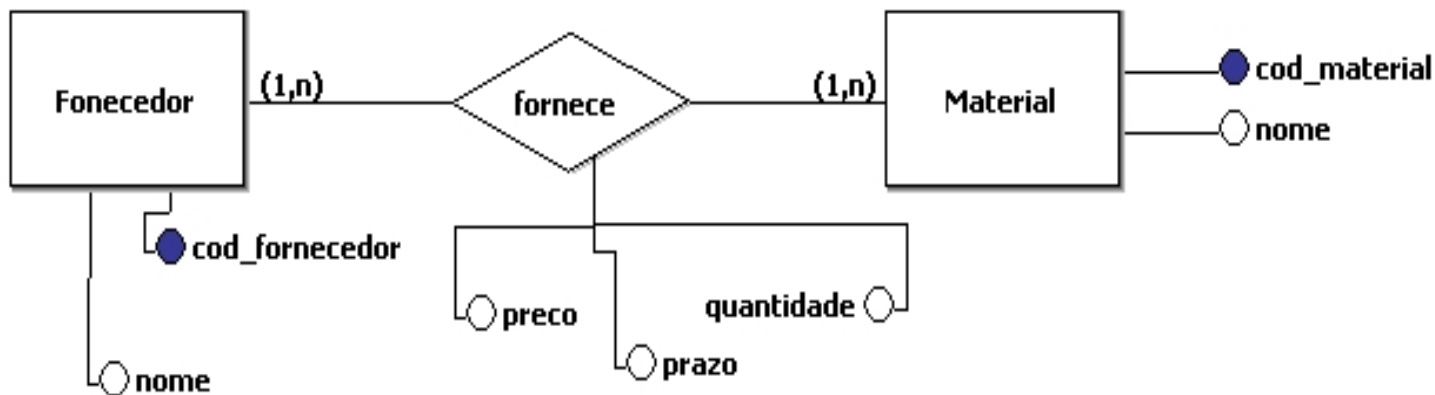 Fonecedor
(1,n)
fornece
(1,n)
Material
cod_material
nome
cod_fornecedor
preco
quantidade
prazo
nome